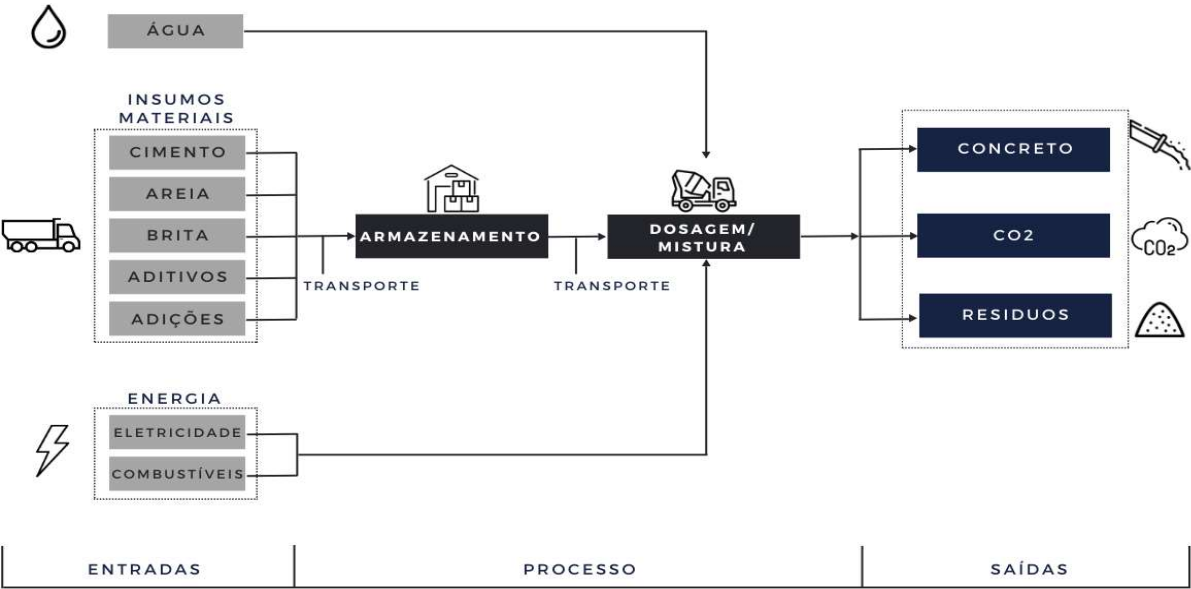 ÁGUA
INSUMOS
MATERIAIS
CIMENTO
AREIA
BRITA
ADITIVOS
ADIÇÕES
TRANSPORTE
ARMAZENAMENTO
TRANSPORTE
DOSAGEM/
MISTURA
CONCRETO
CO2
CO₂
RESIDUOS
ENERGIA
ELETRICIDADE
COMBUSTÍVEIS
ENTRADAS
PROCESSO
SAÍDAS